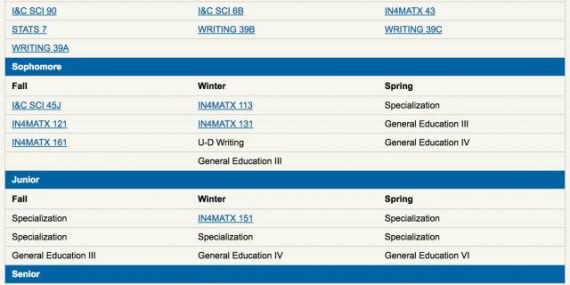 I&C SCI 90 I&C SCI 6B IN4MATX 43
STATS 7 WRITING 39B WRITING 39C
WRITING 39A
Sophomore
Fall Winter Spring
I&C SCI 45J IN4MATX 113 Specialization
IN4MATX 121 IN4MATX 131 General Education III
IN4MATX 161 U-D Writing General Education IV
General Education III
Junior
Fall Winter Spring
Specialization IN4MATX 151 Specialization
Specialization Specialization Specialization
General Education III General Education IV General Education VI
Senior